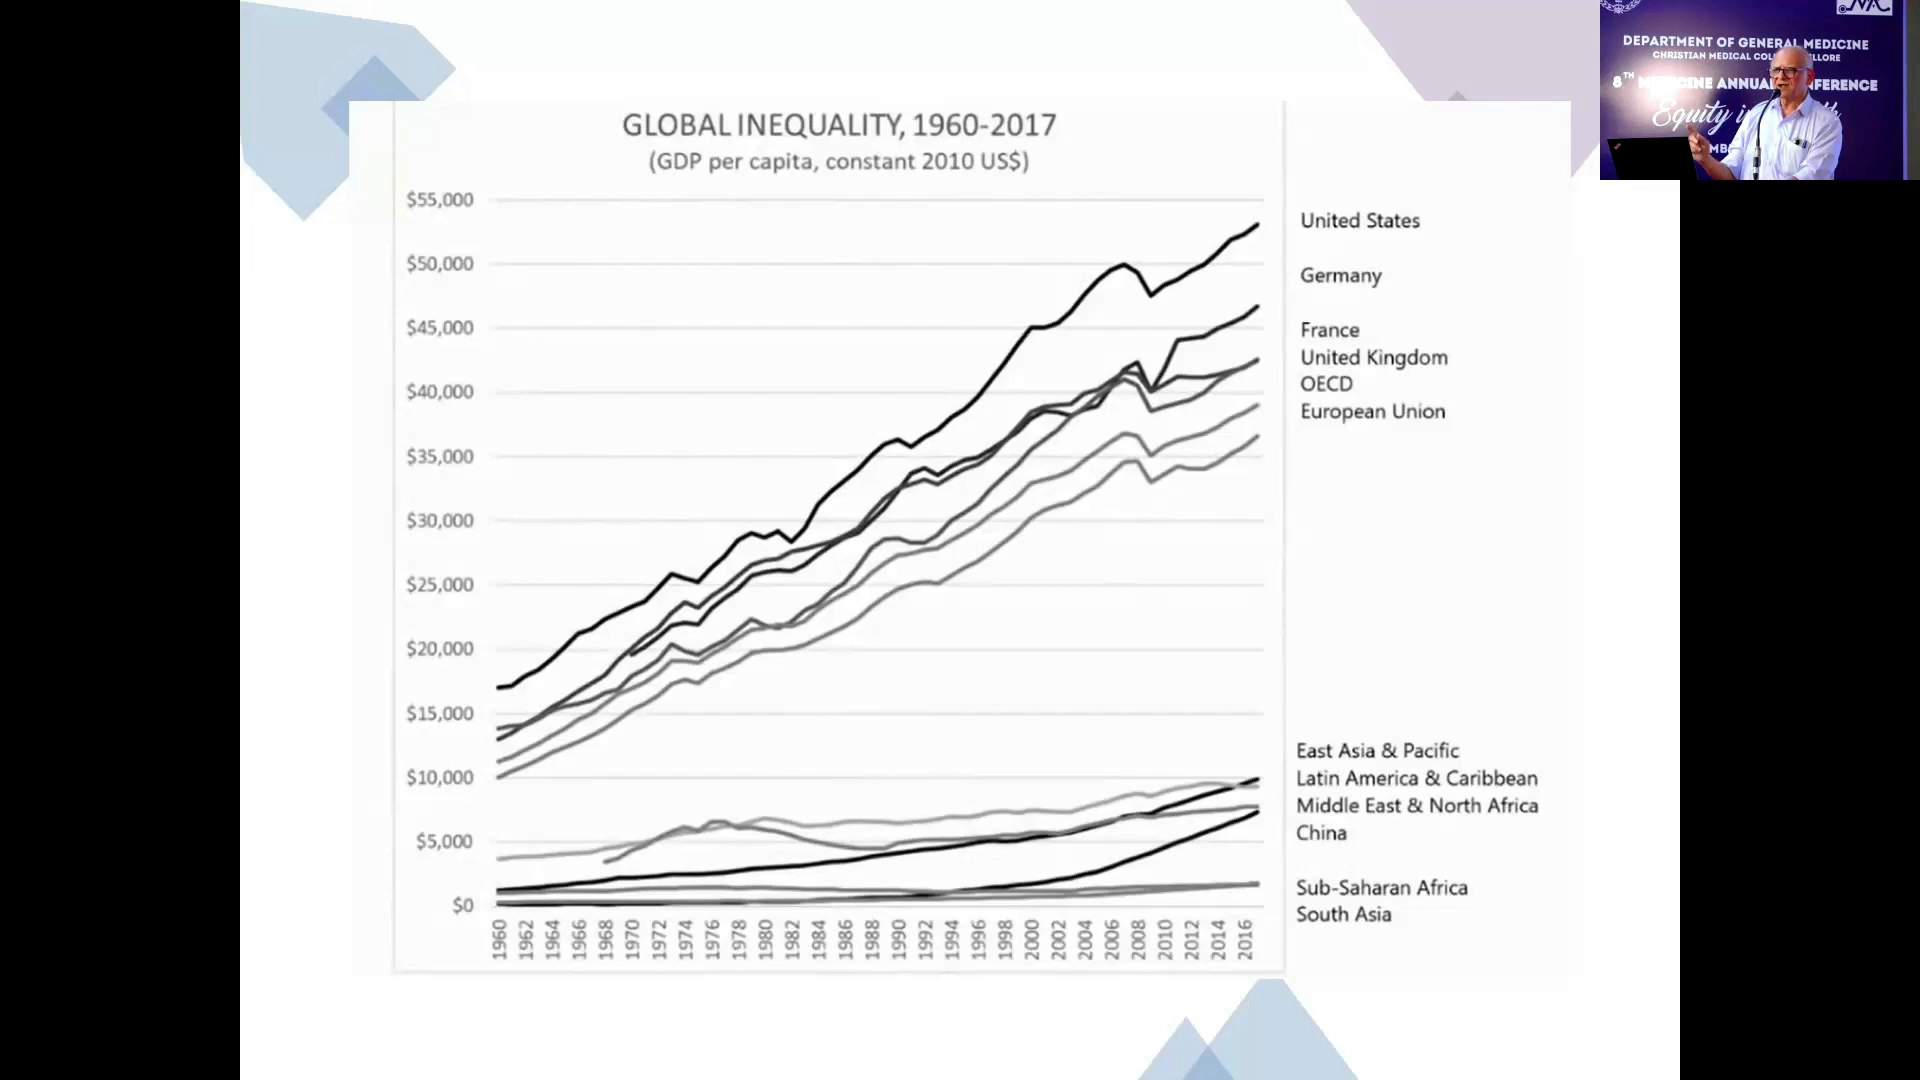 GLOBAL INEQUALITY, 1960-2017
(GDP per capita, constant 2010 US$)
$55,000
$50,000
$45,000
$40,000
$35,000
$30,000
$25,000
$20,000
$15,000
$10,000
$5,000
$0
1960 1962 1964 1966 1968 1970 1972 1974 1976 1978 1980 1982 1984 1986 1988 1990 1992 1994 1996 1998 2000 2002 2004 2006 2008 2010 2012 2014 2016
United States
Germany
France
United Kingdom
OECD
European Union
East Asia & Pacific
Latin America & Caribbean
Middle East & North Africa
China
Sub-Saharan Africa
South Asia
DEPARTMENT OF GENERAL MEDICINE
CHRISTIAN MEDICAL
8TH ANNUAL
Equity